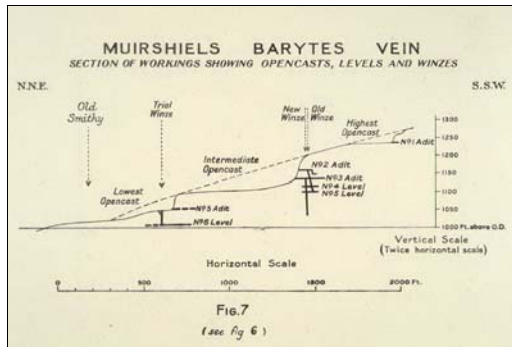 MUIRSHIELS BARYTES VEIN
SECTION OF WORKINGS SHOWING OPENCASTS, LEVELS AND WINZES
N.N.E.
S.S.W.
Old
Smithy
Trial
Winze
New
Winze
Old
Winze
Highest
Opencast
Intermediate
Opencast
Lowest
Opencast
Nº1 Adit
Nº2 Adit
Nº3 Adit
Nº4 Level
Nº5 Level
Nº5 Adit
Nº6 Level
1300
1250
1200
1150
1100
1050
1000 Ft. above O.D.
Vertical Scale
(Twice horizontal scale)
Horizontal Scale
0 500 1000 1500 2000 Ft.
FIG. 7
(see fig 6)